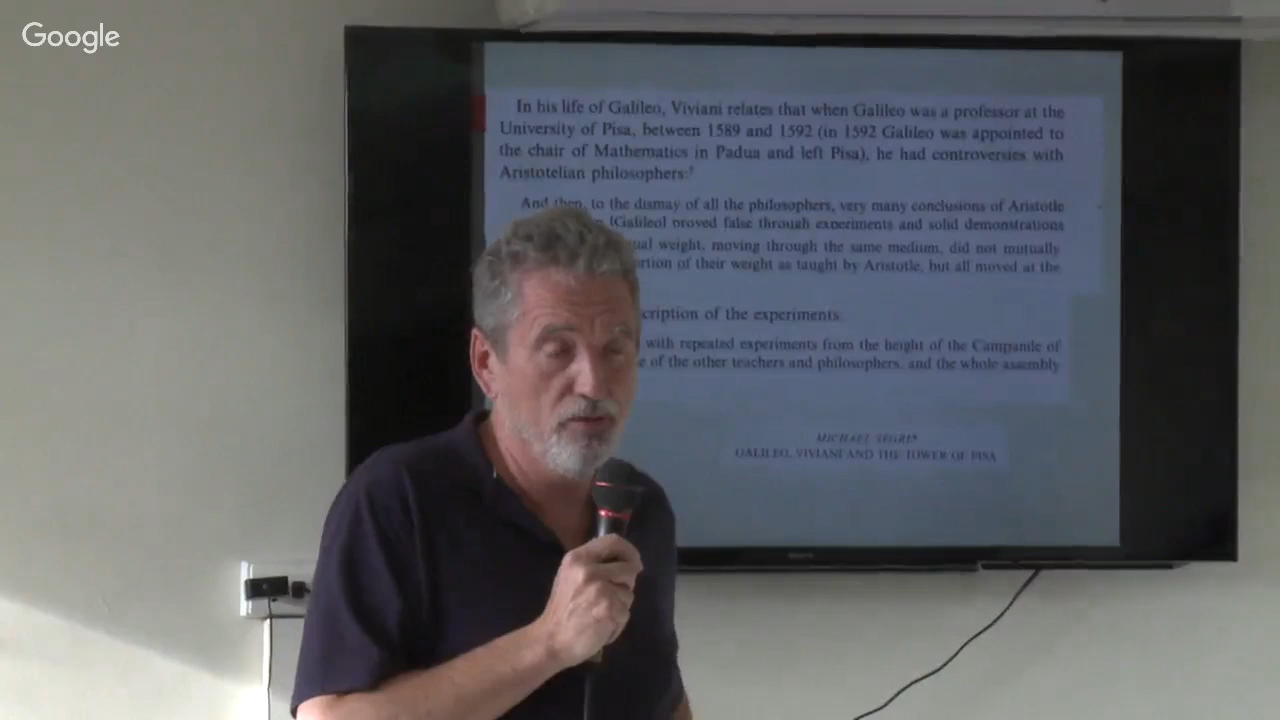 Google
In his life of Galileo, Viviani relates that when Galileo was a professor at the
University of Pisa, between 1589 and 1592 (in 1592 Galileo was appointed to
the chair of Mathematics in Padua and left Pisa), he had controversies with
Aristotelian philosophers:
And then, to the dismay of all the philosophers, very many conclusions of Aristotle
[Galileo] proved false through experiments and solid demonstrations
weight, moving through the same medium, did not mutually
of their weight as taught by Aristotle, but all moved at the
of the experiments
with repeated experiments from the height of the Campanile of
of the other teachers and philosophers, and the whole assembly
MICHAEL SEGRE
GALILEO, VIVIANI AND THE TOWER OF PISA